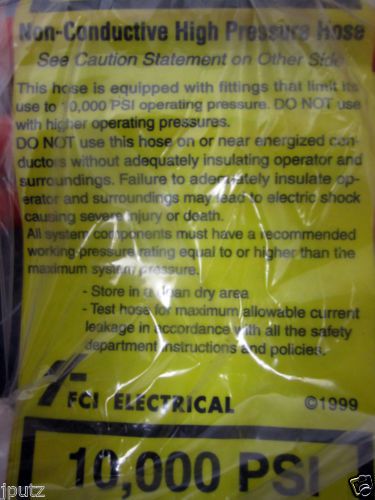 Non-Conductive High Pressure Hose
See Caution Statement on Other Side
This hose is equipped with fittings that limit its
use to 10,000 PSI operating pressure. DO NOT use
with higher operating pressures.
DO NOT use this hose on or near energized con-
ductors without adequately insulating operator and
surroundings. Failure to adequately insulate op-
erator and surroundings may lead to electric shock
causing severe injury or death.
All system components must have a recommended
working pressure rating equal to or higher than the
maximum system pressure.
- Store in a clean dry area
- Test hose for maximum allowable current
leakage in accordance with all the safety
department instructions and policies.
FCI ELECTRICAL ©1999
10,000 PSI
jputz